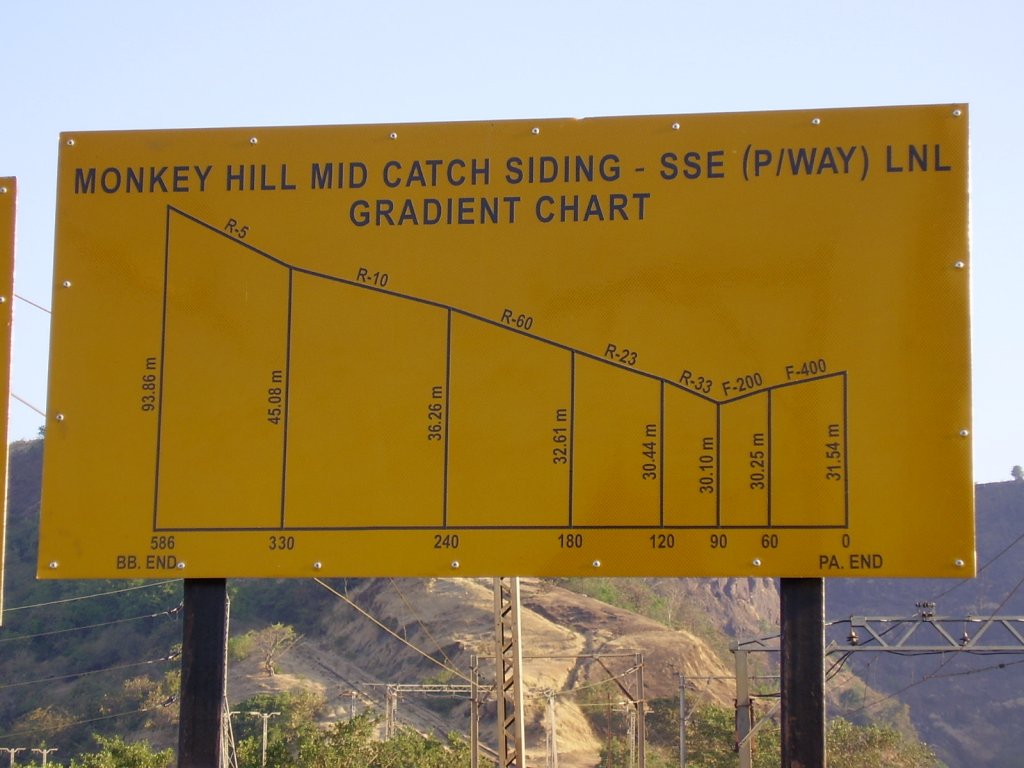 MONKEY HILL MID CATCH SIDING - SSE (P/WAY) LNL
GRADIENT CHART
R-5
R-10
R-60
R-23
R-33
F-200
F-400
93.86 m
45.08 m
36.26 m
32.61 m
30.44 m
30.10 m
30.25 m
31.54 m
586 330 240 180 120 90 60 0
BB. END PA. END